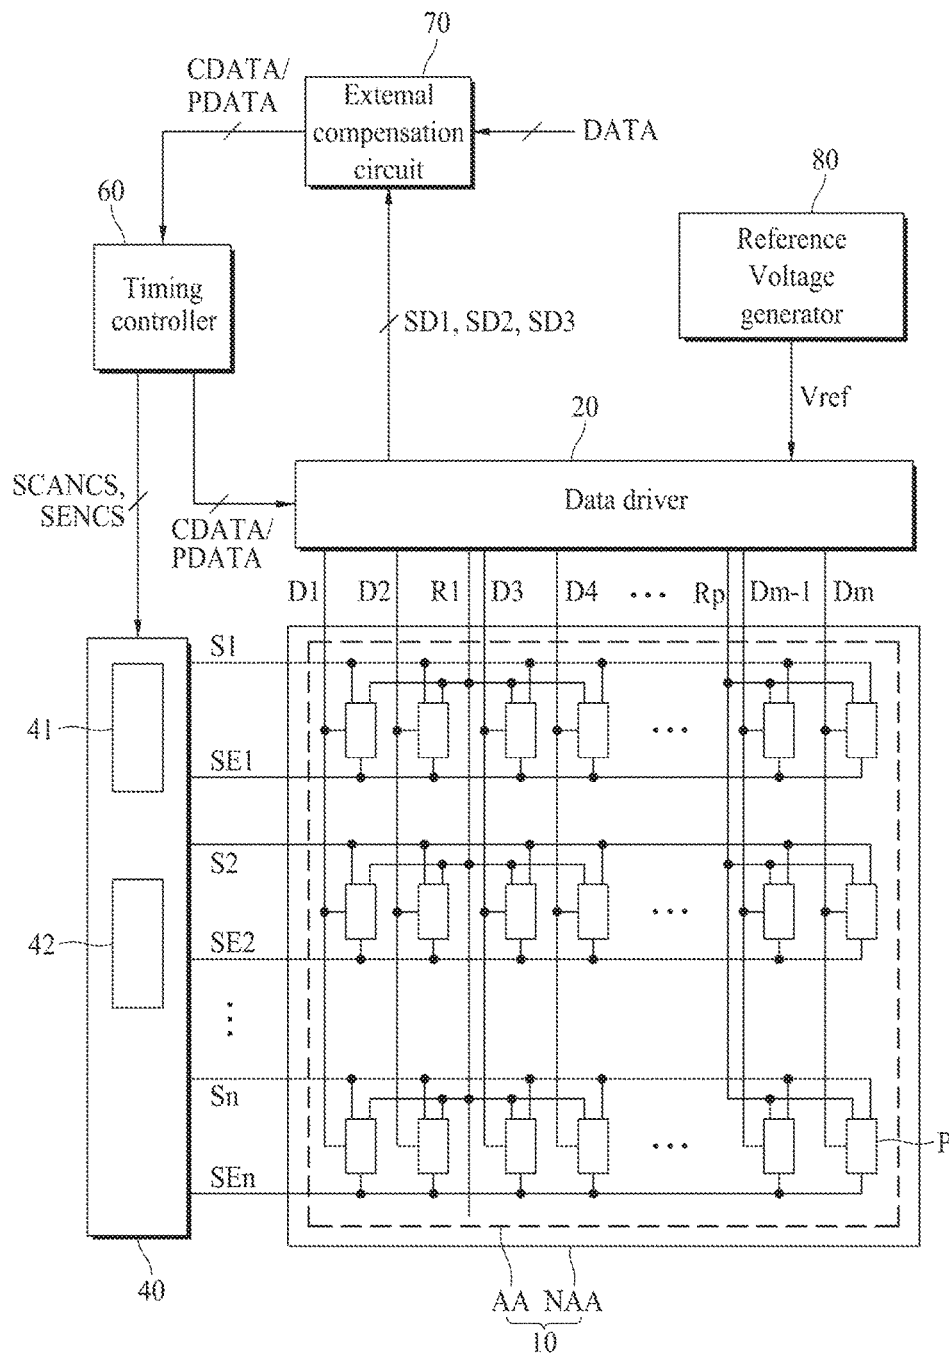 70
CDATA/
PDATA
External
compensation
circuit
DATA
60
80
Timing
controller
Reference
Voltage
generator
SD1, SD2, SD3
Vref
20
SCANCS,
SENCS
CDATA/
PDATA
Data driver
D1 D2 R1 D3 D4 ••• Rp Dm-1 Dm
S1
41
SE1
S2
42
SE2
Sn
P
SEn
40
AA NAA
10